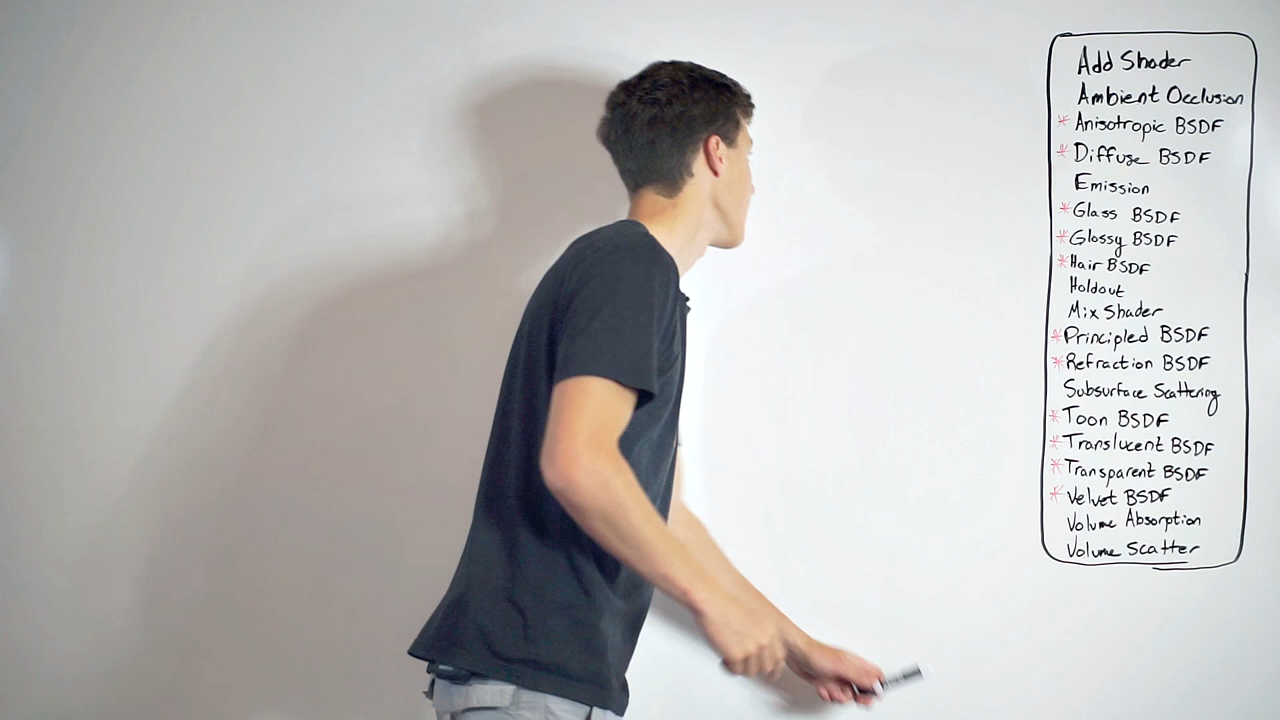 Add Shader
Ambient Occlusion
* Anisotropic BSDF
* Diffuse BSDF
Emission
* Glass BSDF
* Glossy BSDF
* Hair BSDF
Holdout
Mix Shader
* Principled BSDF
* Refraction BSDF
Subsurface Scattering
* Toon BSDF
* Translucent BSDF
* Transparent BSDF
* Velvet BSDF
Volume Absorption
Volume Scatter